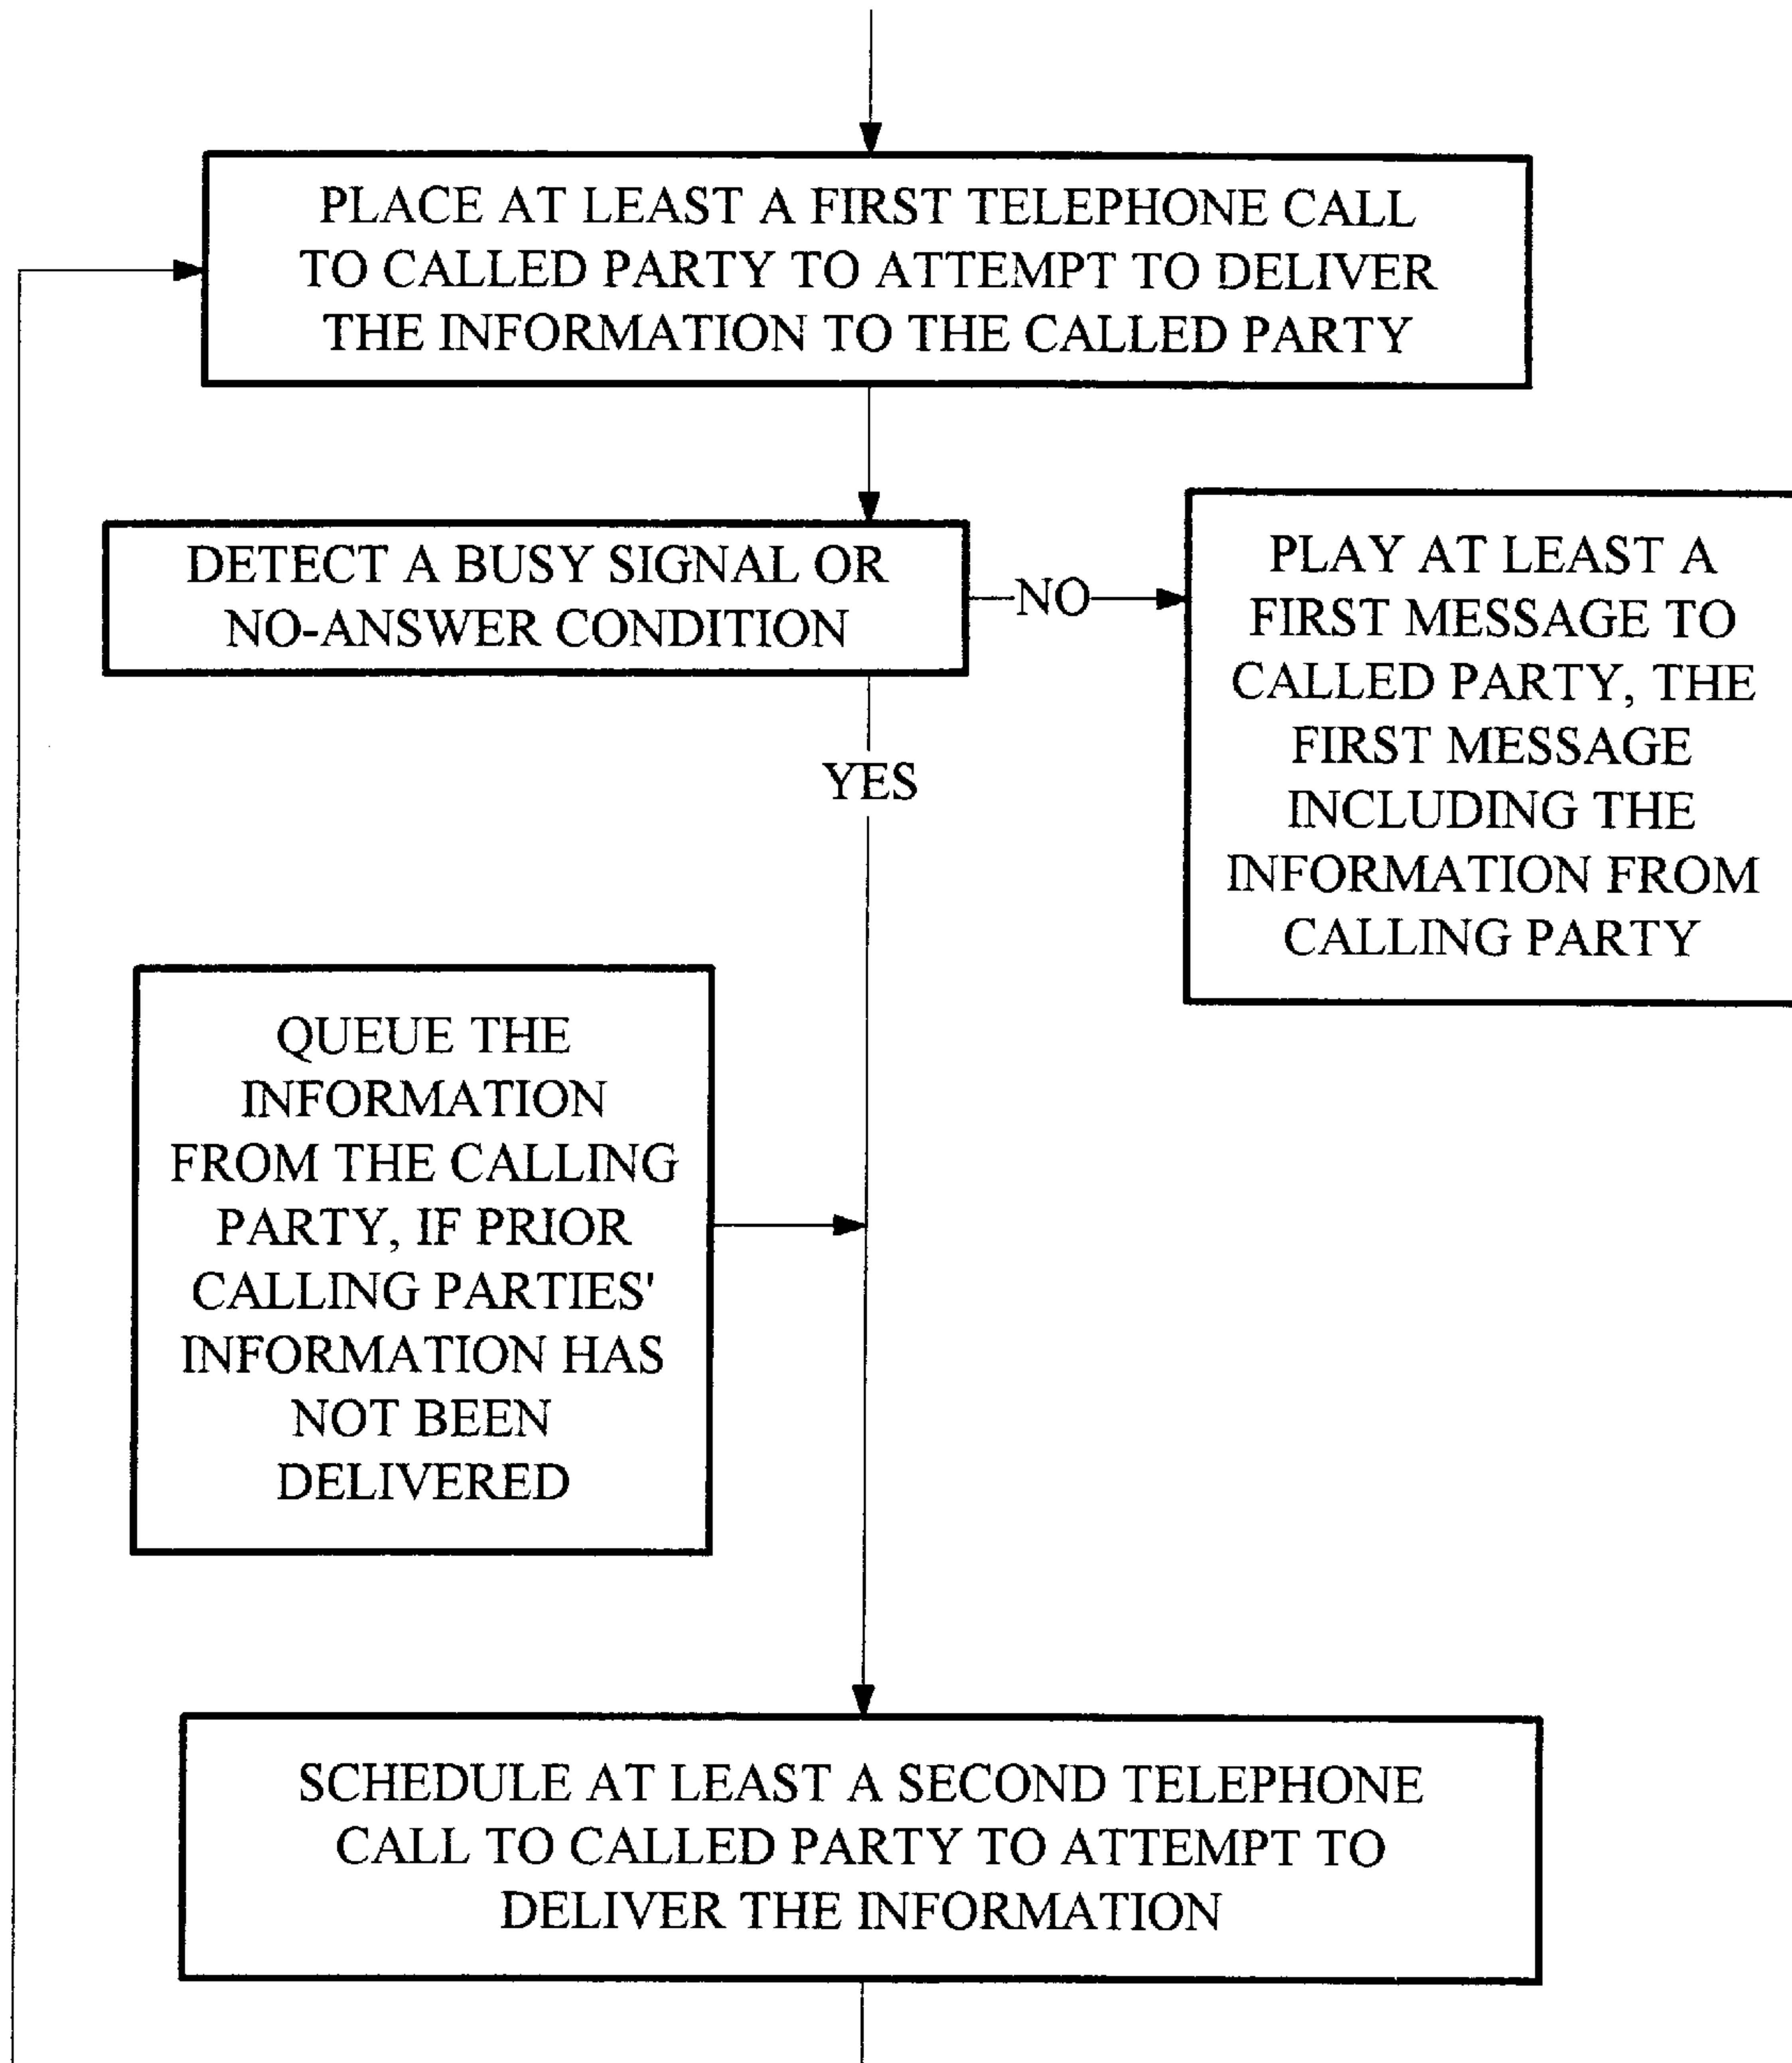 PLACE AT LEAST A FIRST TELEPHONE CALL
TO CALLED PARTY TO ATTEMPT TO DELIVER
THE INFORMATION TO THE CALLED PARTY
DETECT A BUSY SIGNAL OR
NO-ANSWER CONDITION
NO
PLAY AT LEAST A
FIRST MESSAGE TO
CALLED PARTY, THE
FIRST MESSAGE
INCLUDING THE
INFORMATION FROM
CALLING PARTY
YES
QUEUE THE
INFORMATION
FROM THE CALLING
PARTY, IF PRIOR
CALLING PARTIES'
INFORMATION HAS
NOT BEEN
DELIVERED
SCHEDULE AT LEAST A SECOND TELEPHONE
CALL TO CALLED PARTY TO ATTEMPT TO
DELIVER THE INFORMATION